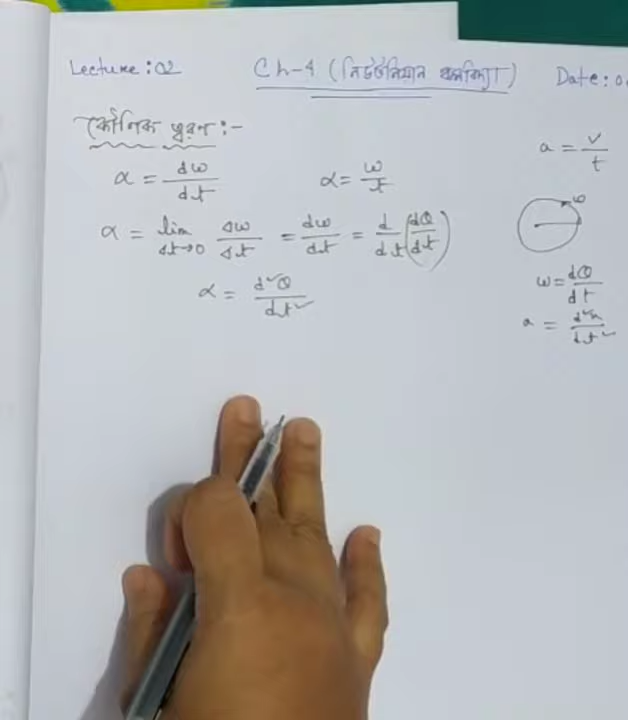 Lecture : 02 Ch-4 (নিউটনিয়ান বলবিদ্যা) Date : 0
কৌণিক ত্বরণ :-
α = dω/dt α = ω/t a = v/t
α = lim Δt→0 Δω/Δt = dω/dt = d/dt (dθ/dt) ω
α = d²θ/dt² ω = dθ/dt
a = d²x/dt²